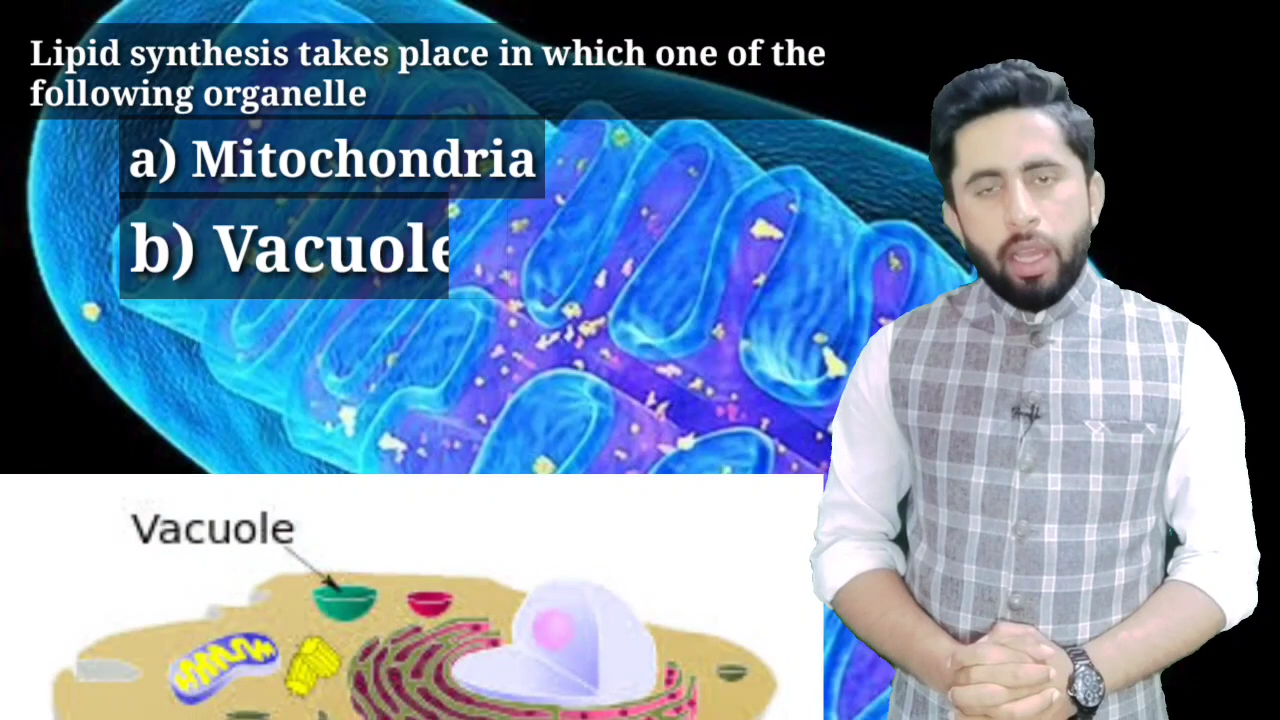 Lipid synthesis takes place in which one of the
following organelle
a) Mitochondria
b) Vacuole
Vacuole